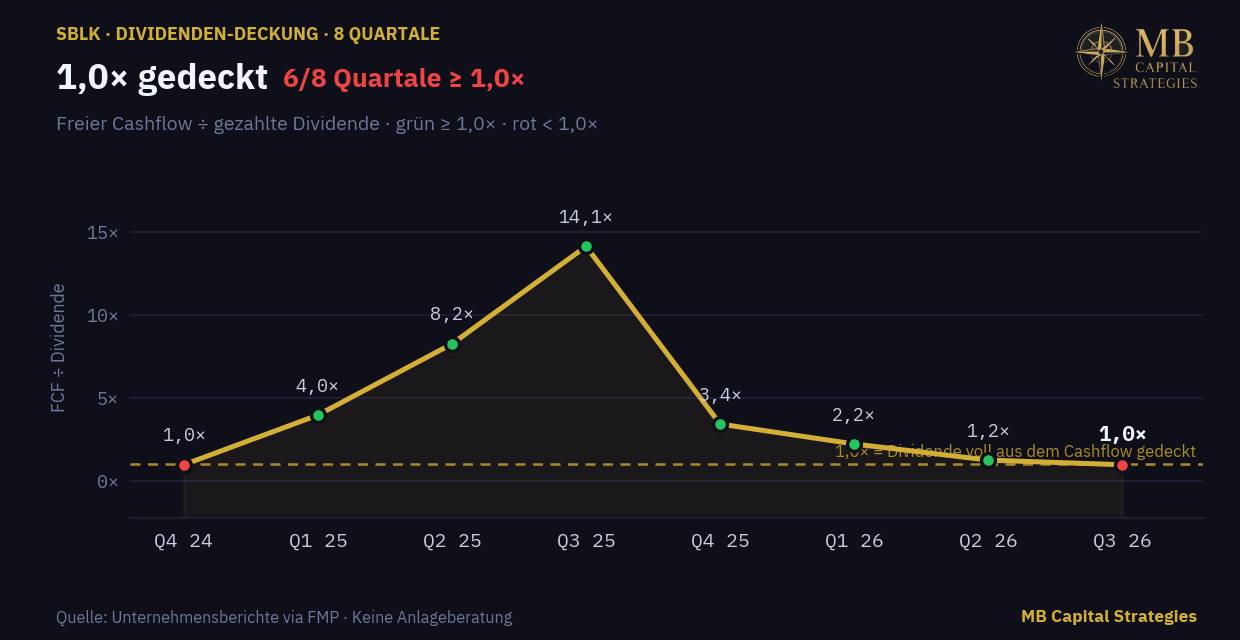 SBLK · DIVIDENDEN-DECKUNG · 8 QUARTALE
1,0× gedeckt 6/8 Quartale ≥ 1,0×
Freier Cashflow ÷ gezahlte Dividende · grün ≥ 1,0× · rot < 1,0×
MB
CAPITAL
STRATEGIES
FCF ÷ Dividende
15×
10×
5×
0×
1,0×
4,0×
8,2×
14,1×
3,4×
2,2×
1,2×
1,0×
1,0× = Dividende voll aus dem Cashflow gedeckt
Q4 24 Q1 25 Q2 25 Q3 25 Q4 25 Q1 26 Q2 26 Q3 26
Quelle: Unternehmensberichte via FMP · Keine Anlageberatung
MB Capital Strategies